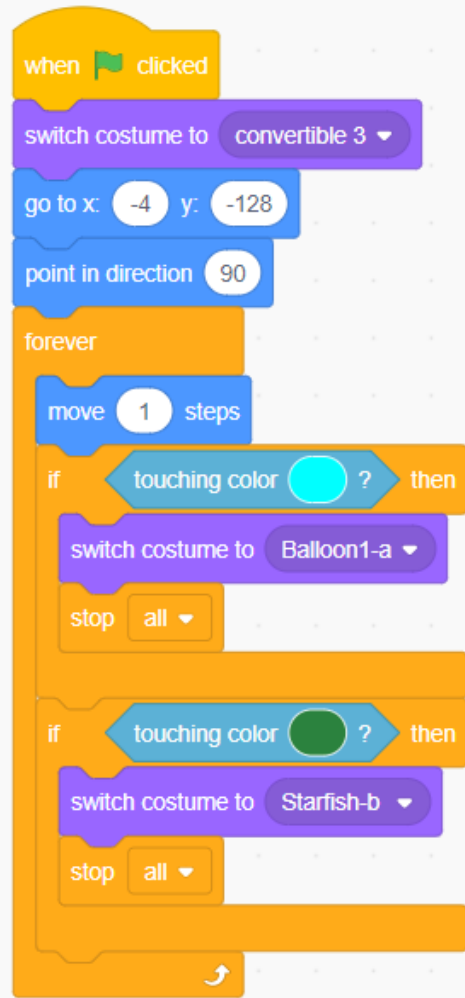 when clicked
switch costume to convertible 3
go to x: -4 y: -128
point in direction 90
forever
move 1 steps
if touching color ? then
switch costume to Balloon1-a
stop all
if touching color ? then
switch costume to Starfish-b
stop all